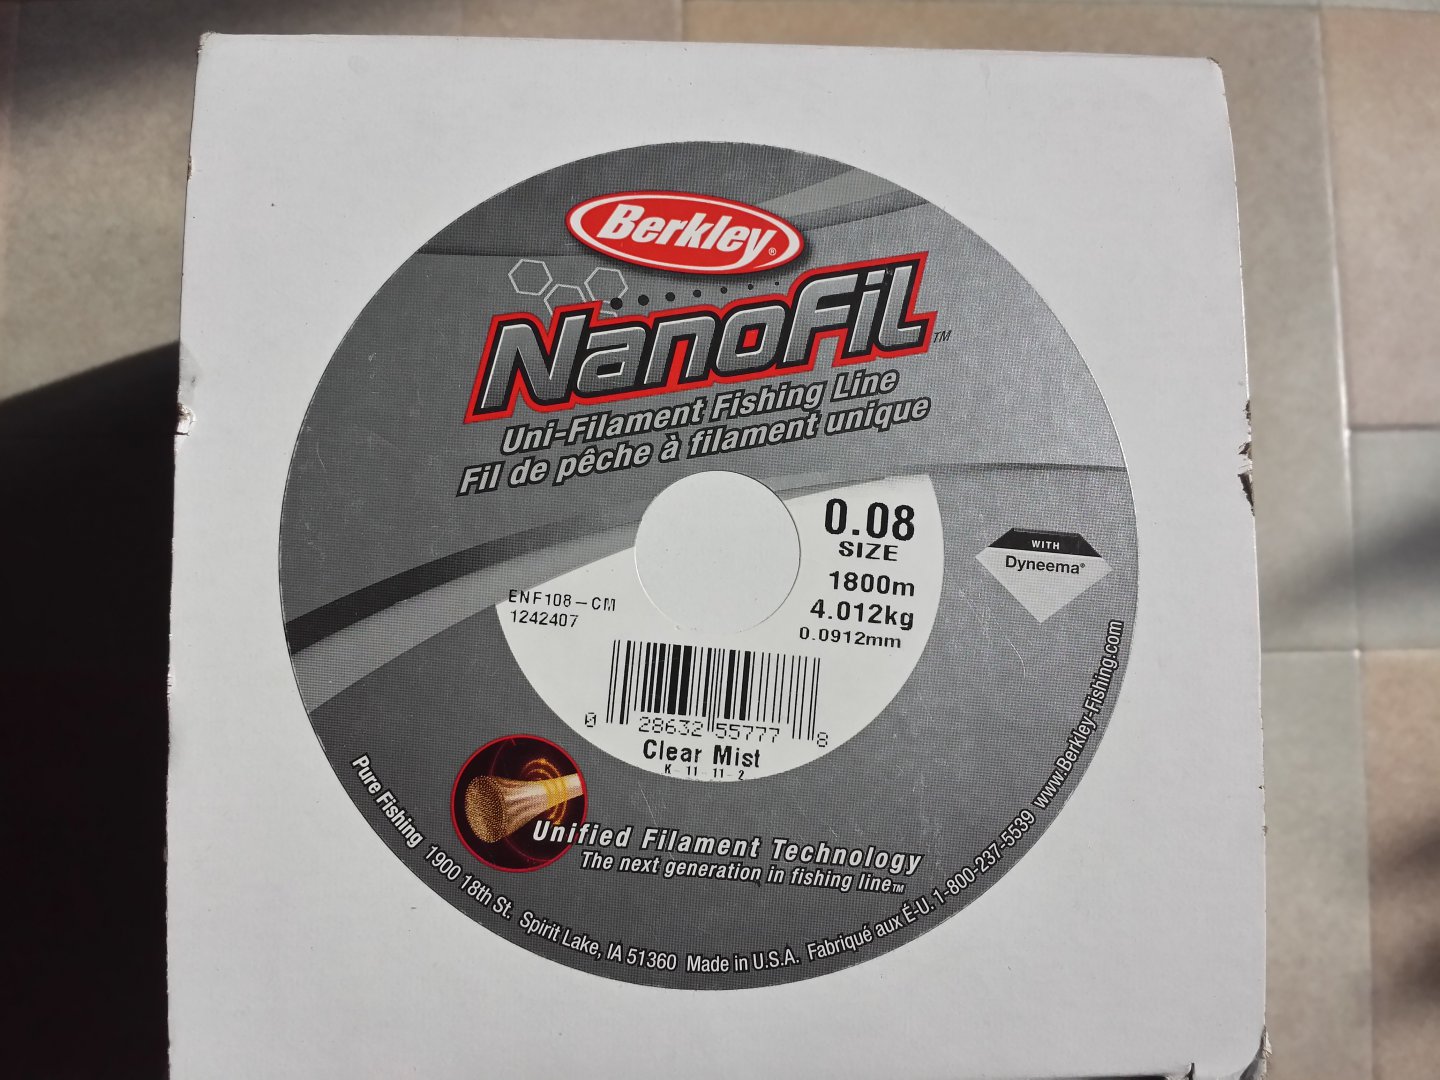 Berkley®
NanoFil™
Uni-Filament Fishing Line
Fil de pêche à filament unique
0.08
SIZE
1800m
4.012kg
0.0912mm
WITH
Dyneema®
ENF108-CM
1242407
0 28632 55777 8
Clear Mist
K-11-11-2
Unified Filament Technology
The next generation in fishing line™
Pure Fishing 1900 18th St. Spirit Lake, IA 51360 Made in U.S.A. Fabriqué aux É-U. 1-800-237-5539 www.Berkley-Fishing.com